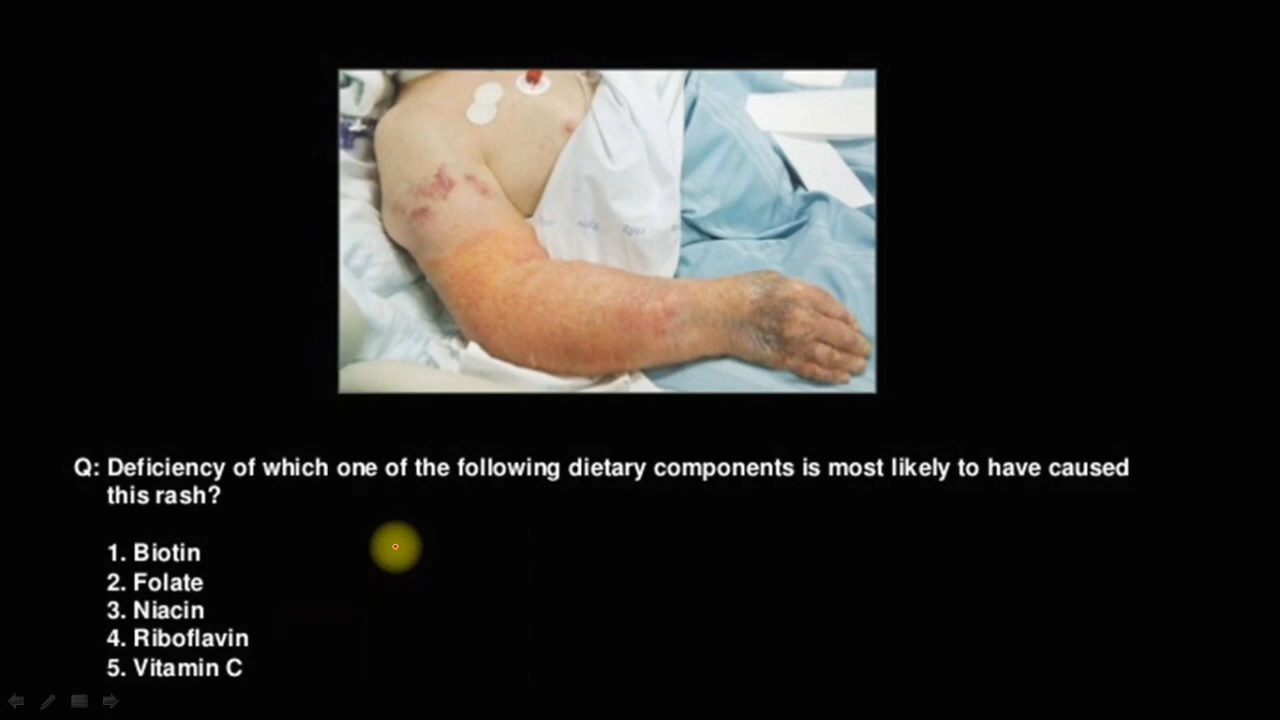 Q: Deficiency of which one of the following dietary components is most likely to have caused
this rash?
1. Biotin
2. Folate
3. Niacin
4. Riboflavin
5. Vitamin C